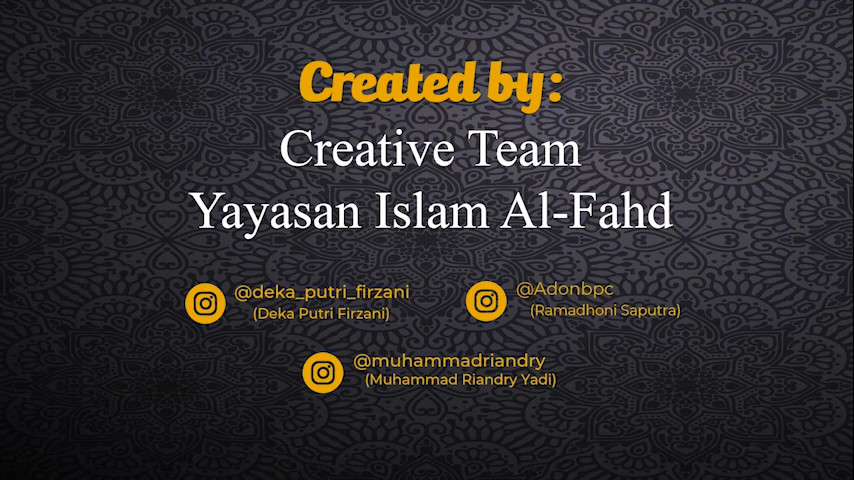 Created by:
Creative Team
Yayasan Islam Al-Fahd
@deka_putri_firzani
(Deka Putri Firzani)
@Adonbpc
(Ramadhoni Saputra)
@muhammadriandry
(Muhammad Riandry Yadi)